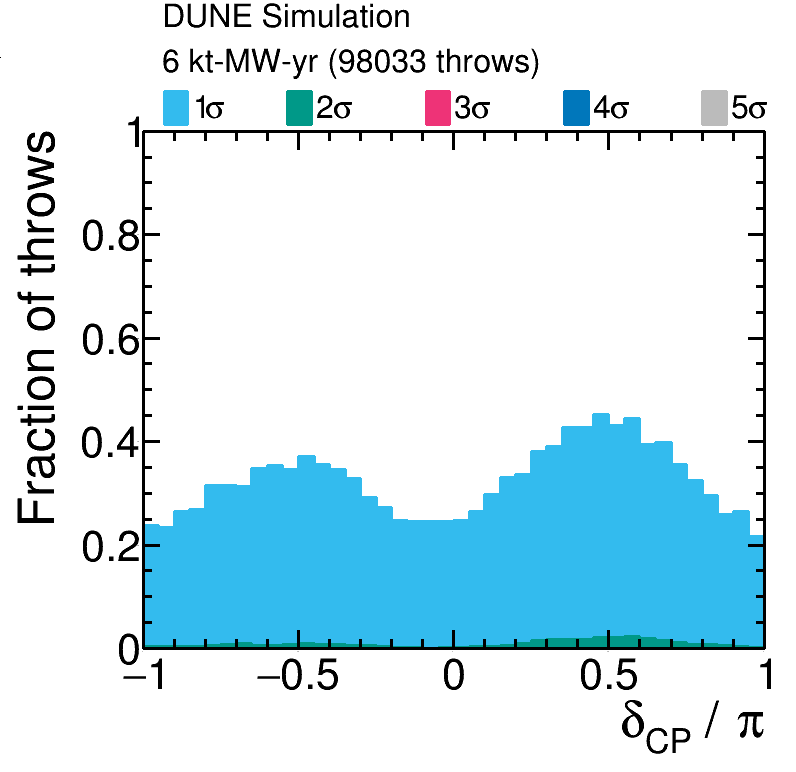 DUNE Simulation
6 kt-MW-yr (98033 throws)
1σ 2σ 3σ 4σ 5σ
1
0.8
0.6
0.4
0.2
0
Fraction of throws
−1 −0.5 0 0.5 1
δCP / π